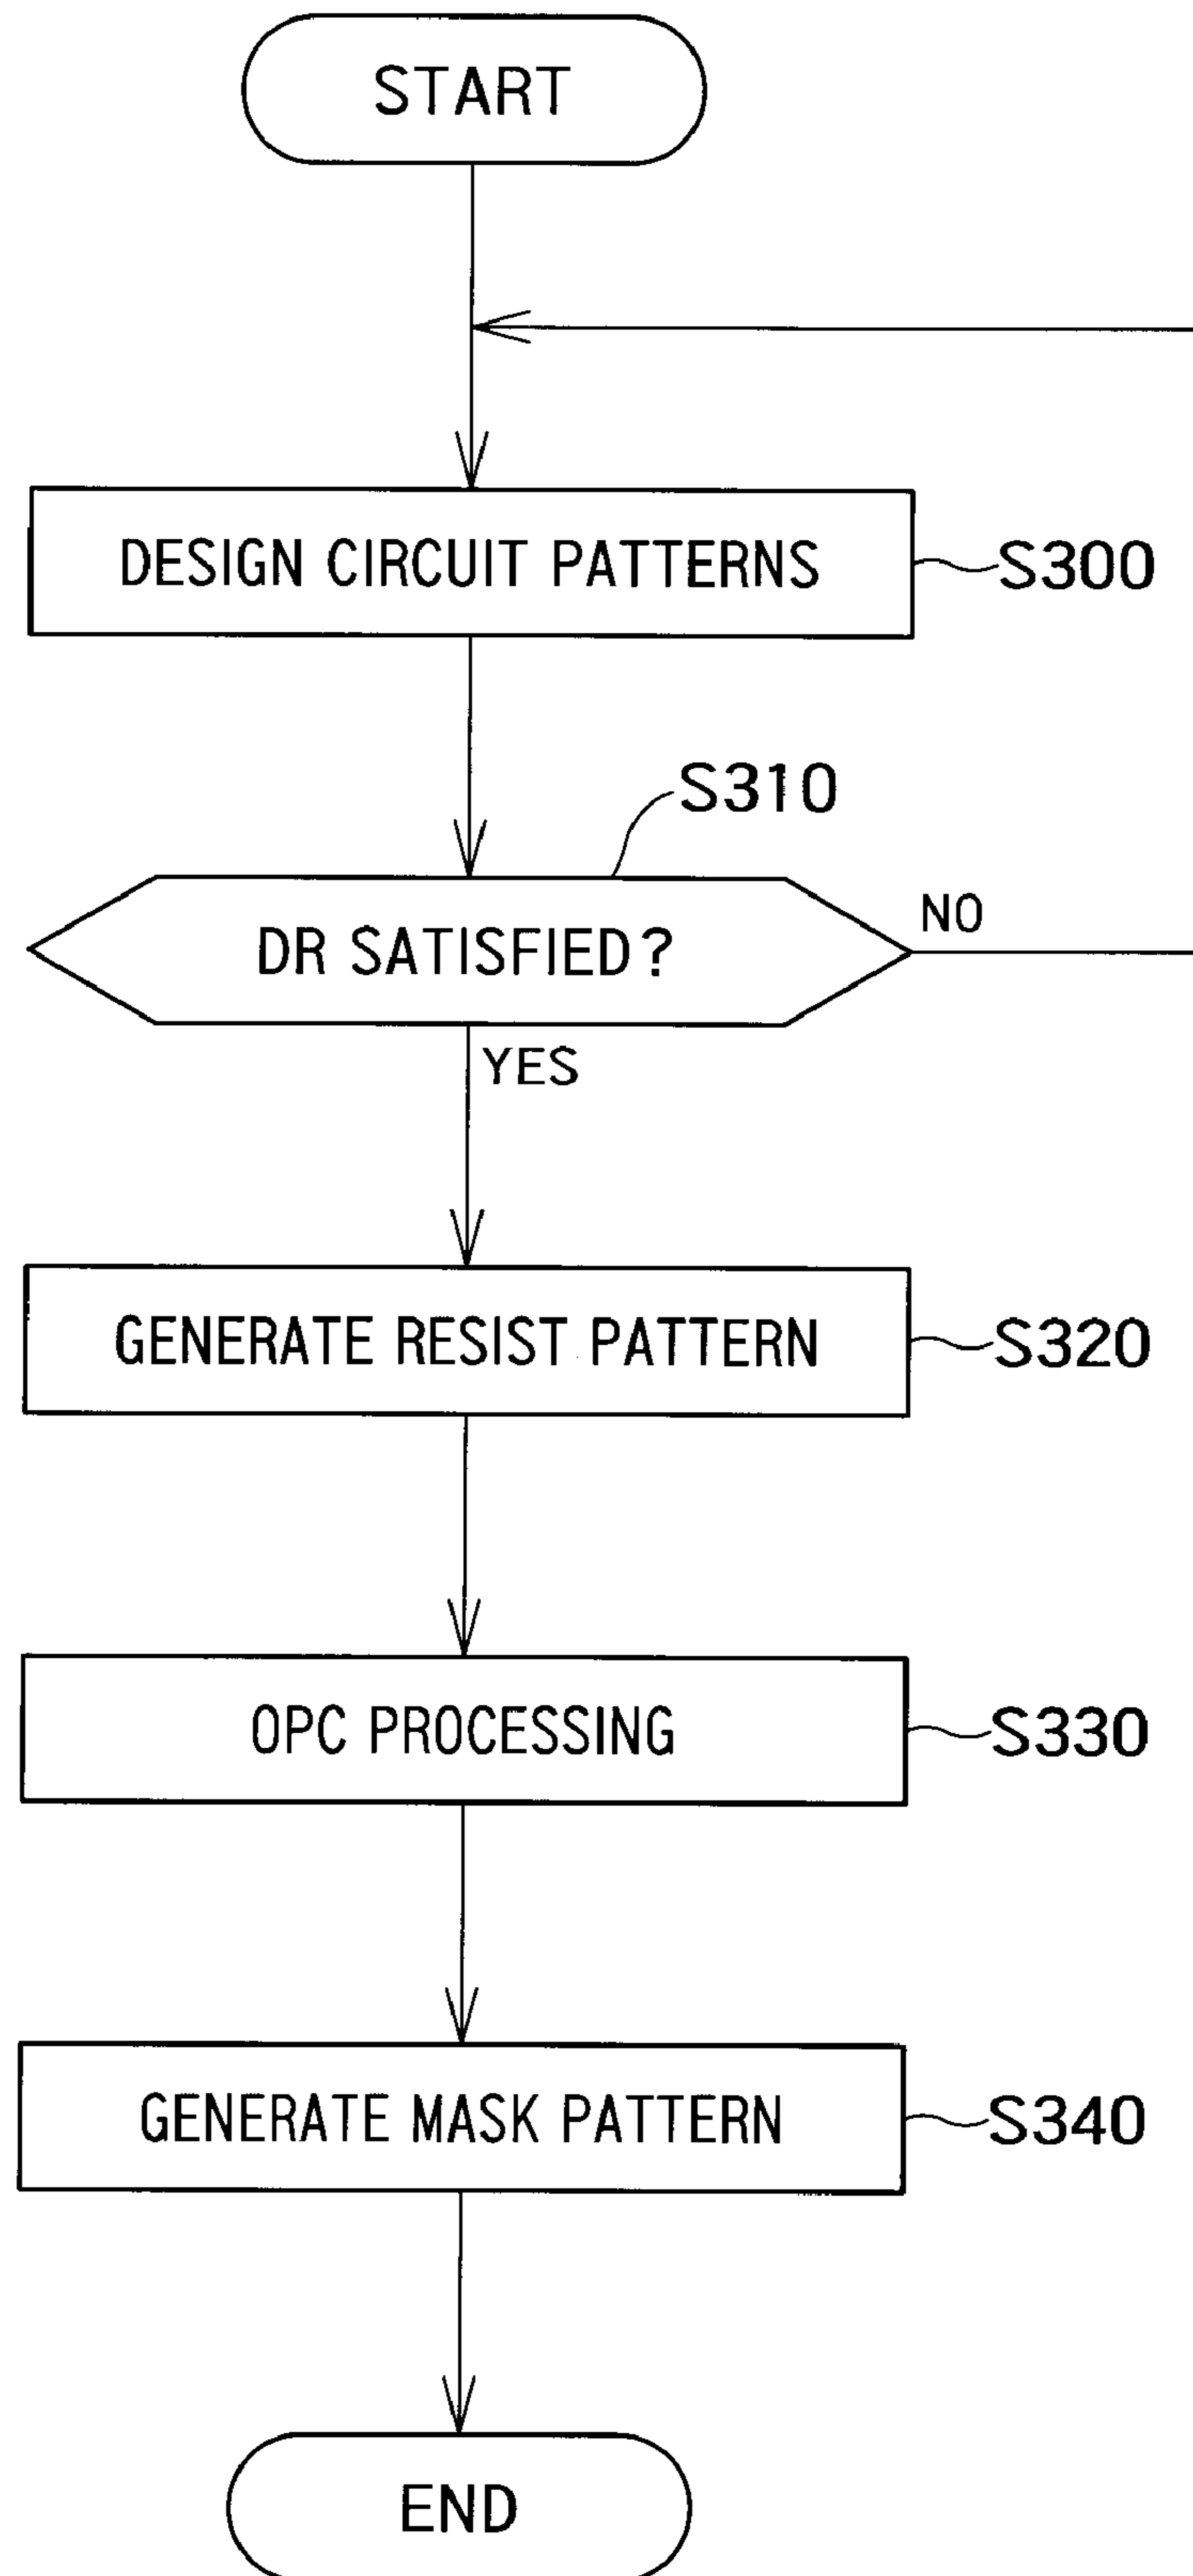 START
DESIGN CIRCUIT PATTERNS
S300
S310
DR SATISFIED?
NO
YES
GENERATE RESIST PATTERN
S320
OPC PROCESSING
S330
GENERATE MASK PATTERN
S340
END